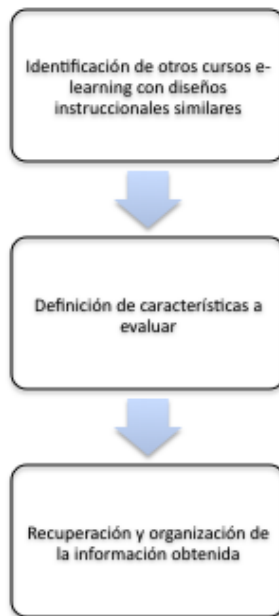 Identificación de otros cursos e-
learning con diseños
instruccionales similares
Definición de características a
evaluar
Recuperación y organización de
la información obtenida